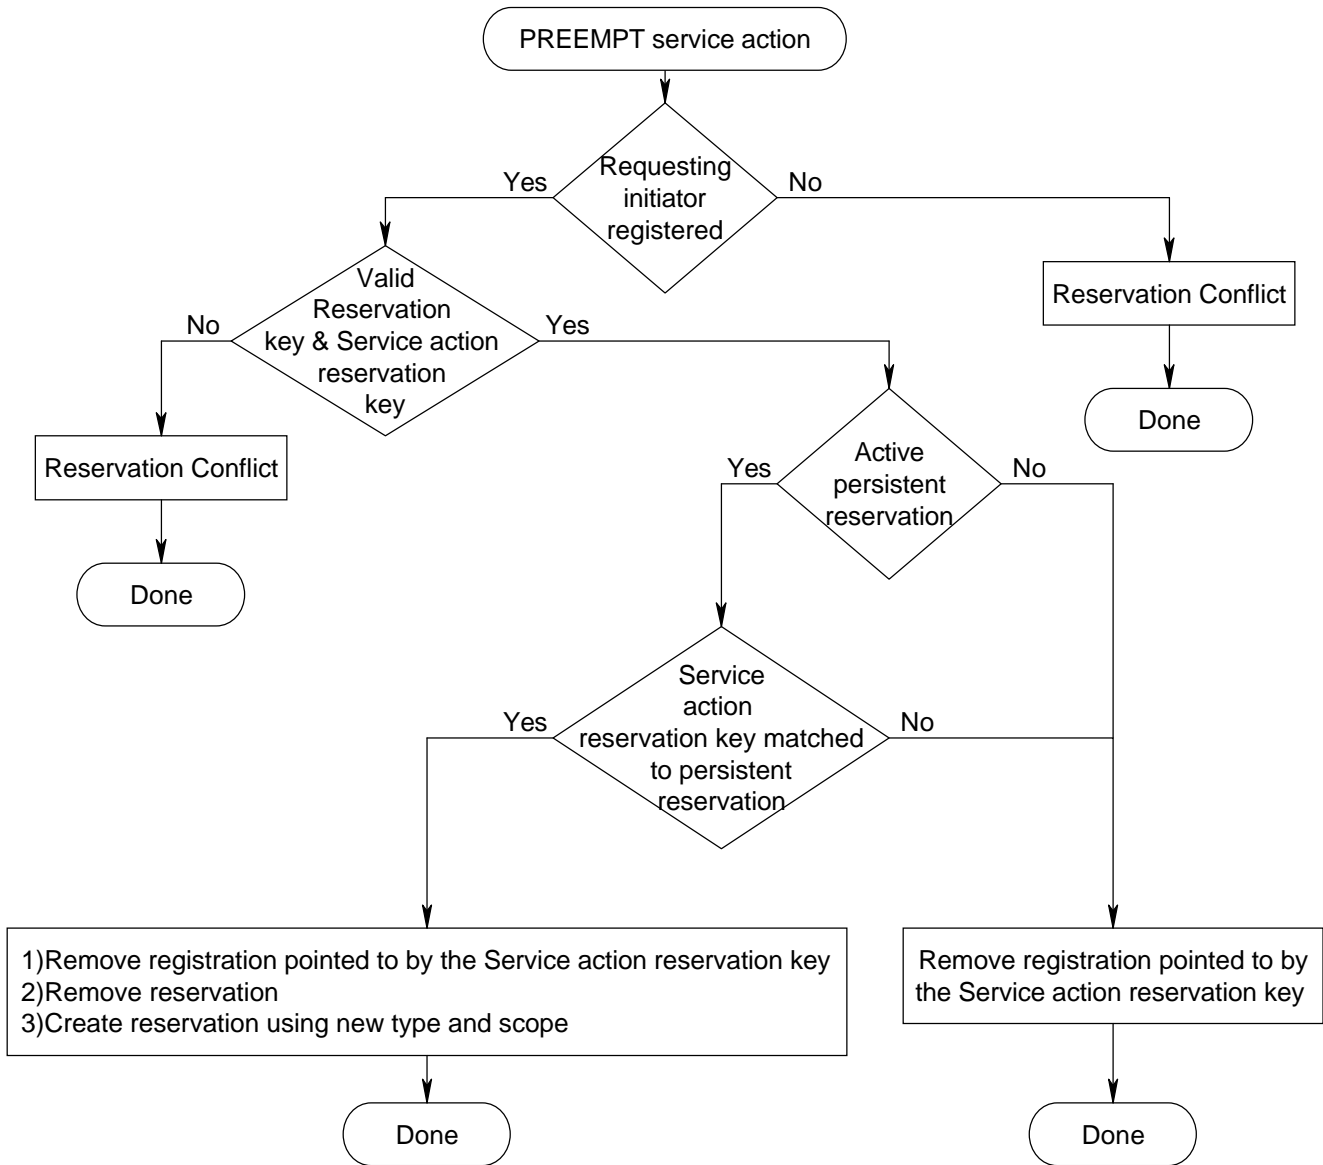 PREEMPT service action
Requesting
initiator
registered
Yes
No
Valid
Reservation
key & Service action
reservation
key
No
Yes
Reservation Conflict
Done
Reservation Conflict
Done
Active
persistent
reservation
Yes
No
Service
action
reservation key matched
to persistent
reservation
Yes
No
1)Remove registration pointed to by the Service action reservation key
2)Remove reservation
3)Create reservation using new type and scope
Done
Remove registration pointed to by
the Service action reservation key
Done